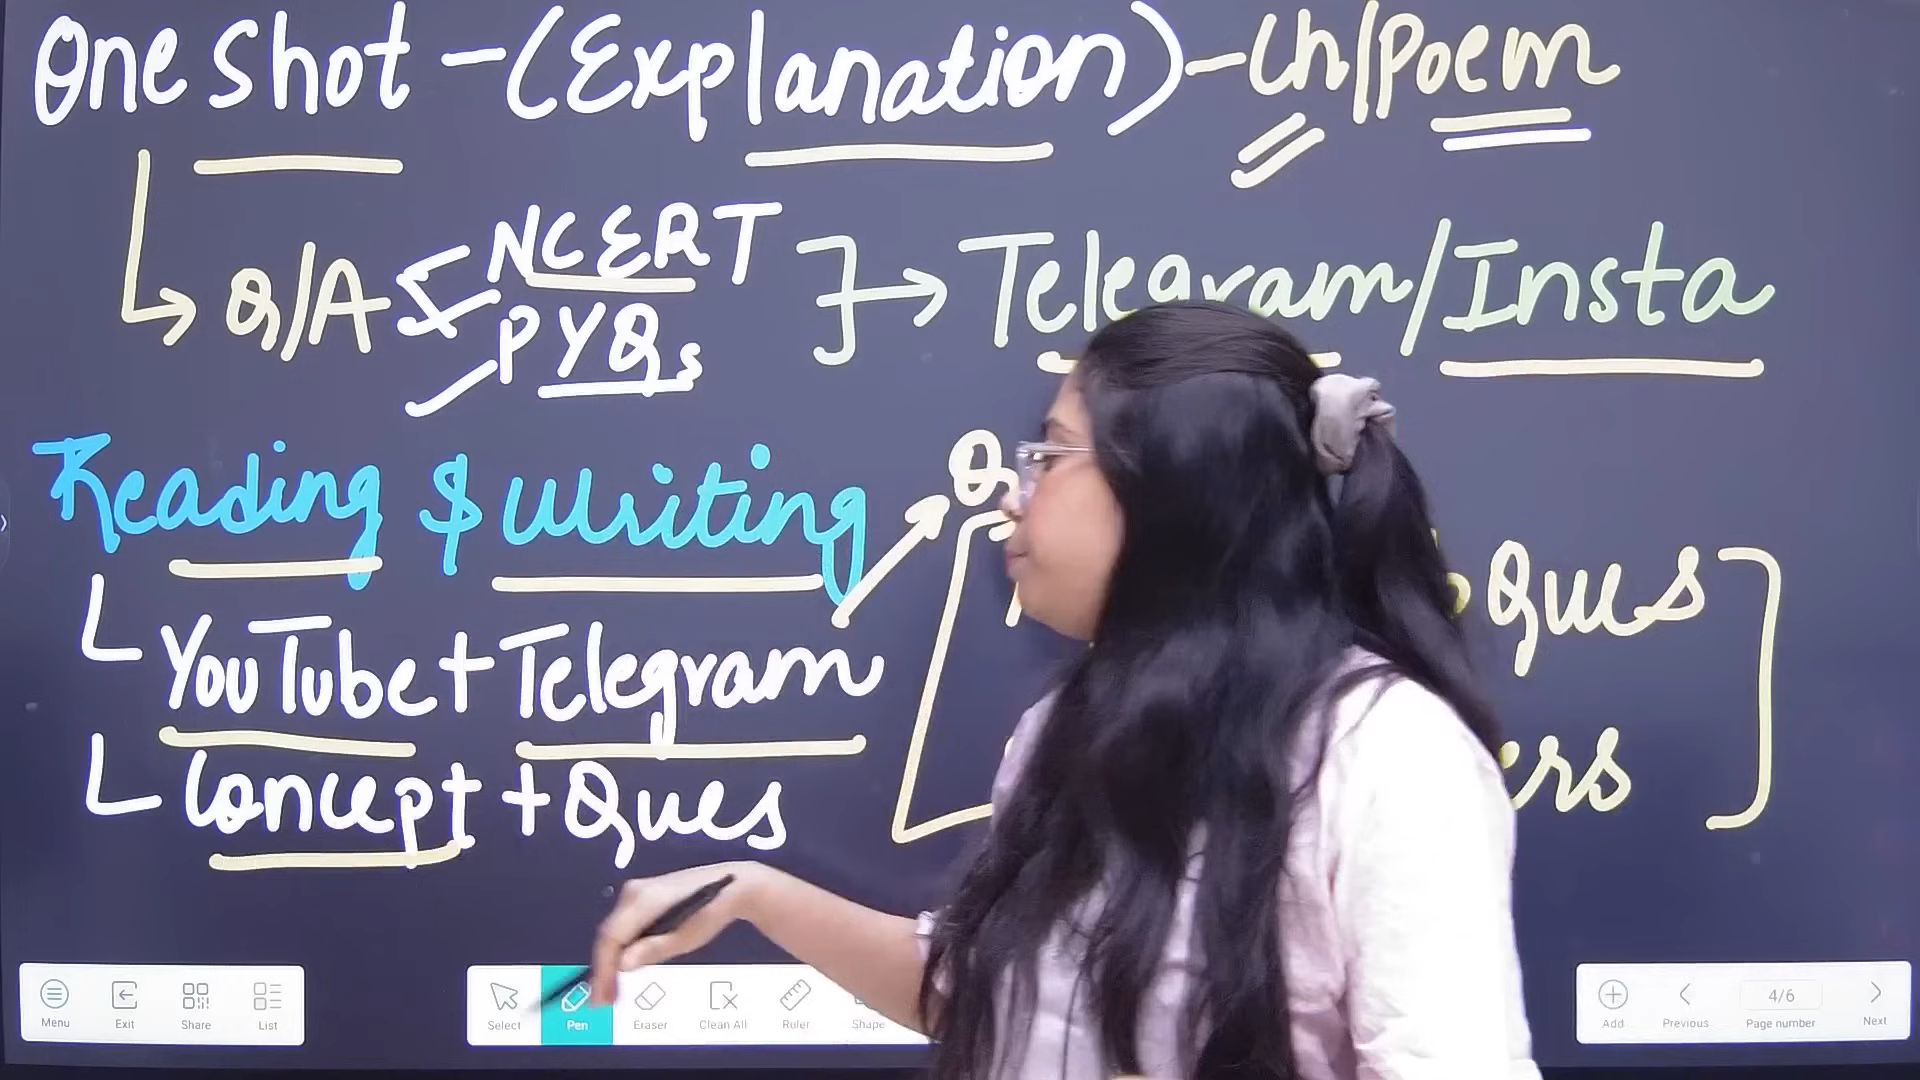 One Shot - (Explanation) - Ch/Poem
Q/A NCERT → Telegram/Insta
PYQs
Reading & Writing
Ques
YouTube + Telegram
Concept + Ques
Menu Exit Share List Select Pen Eraser Clean All Ruler Shape Add Previous 4/6 Page number Next